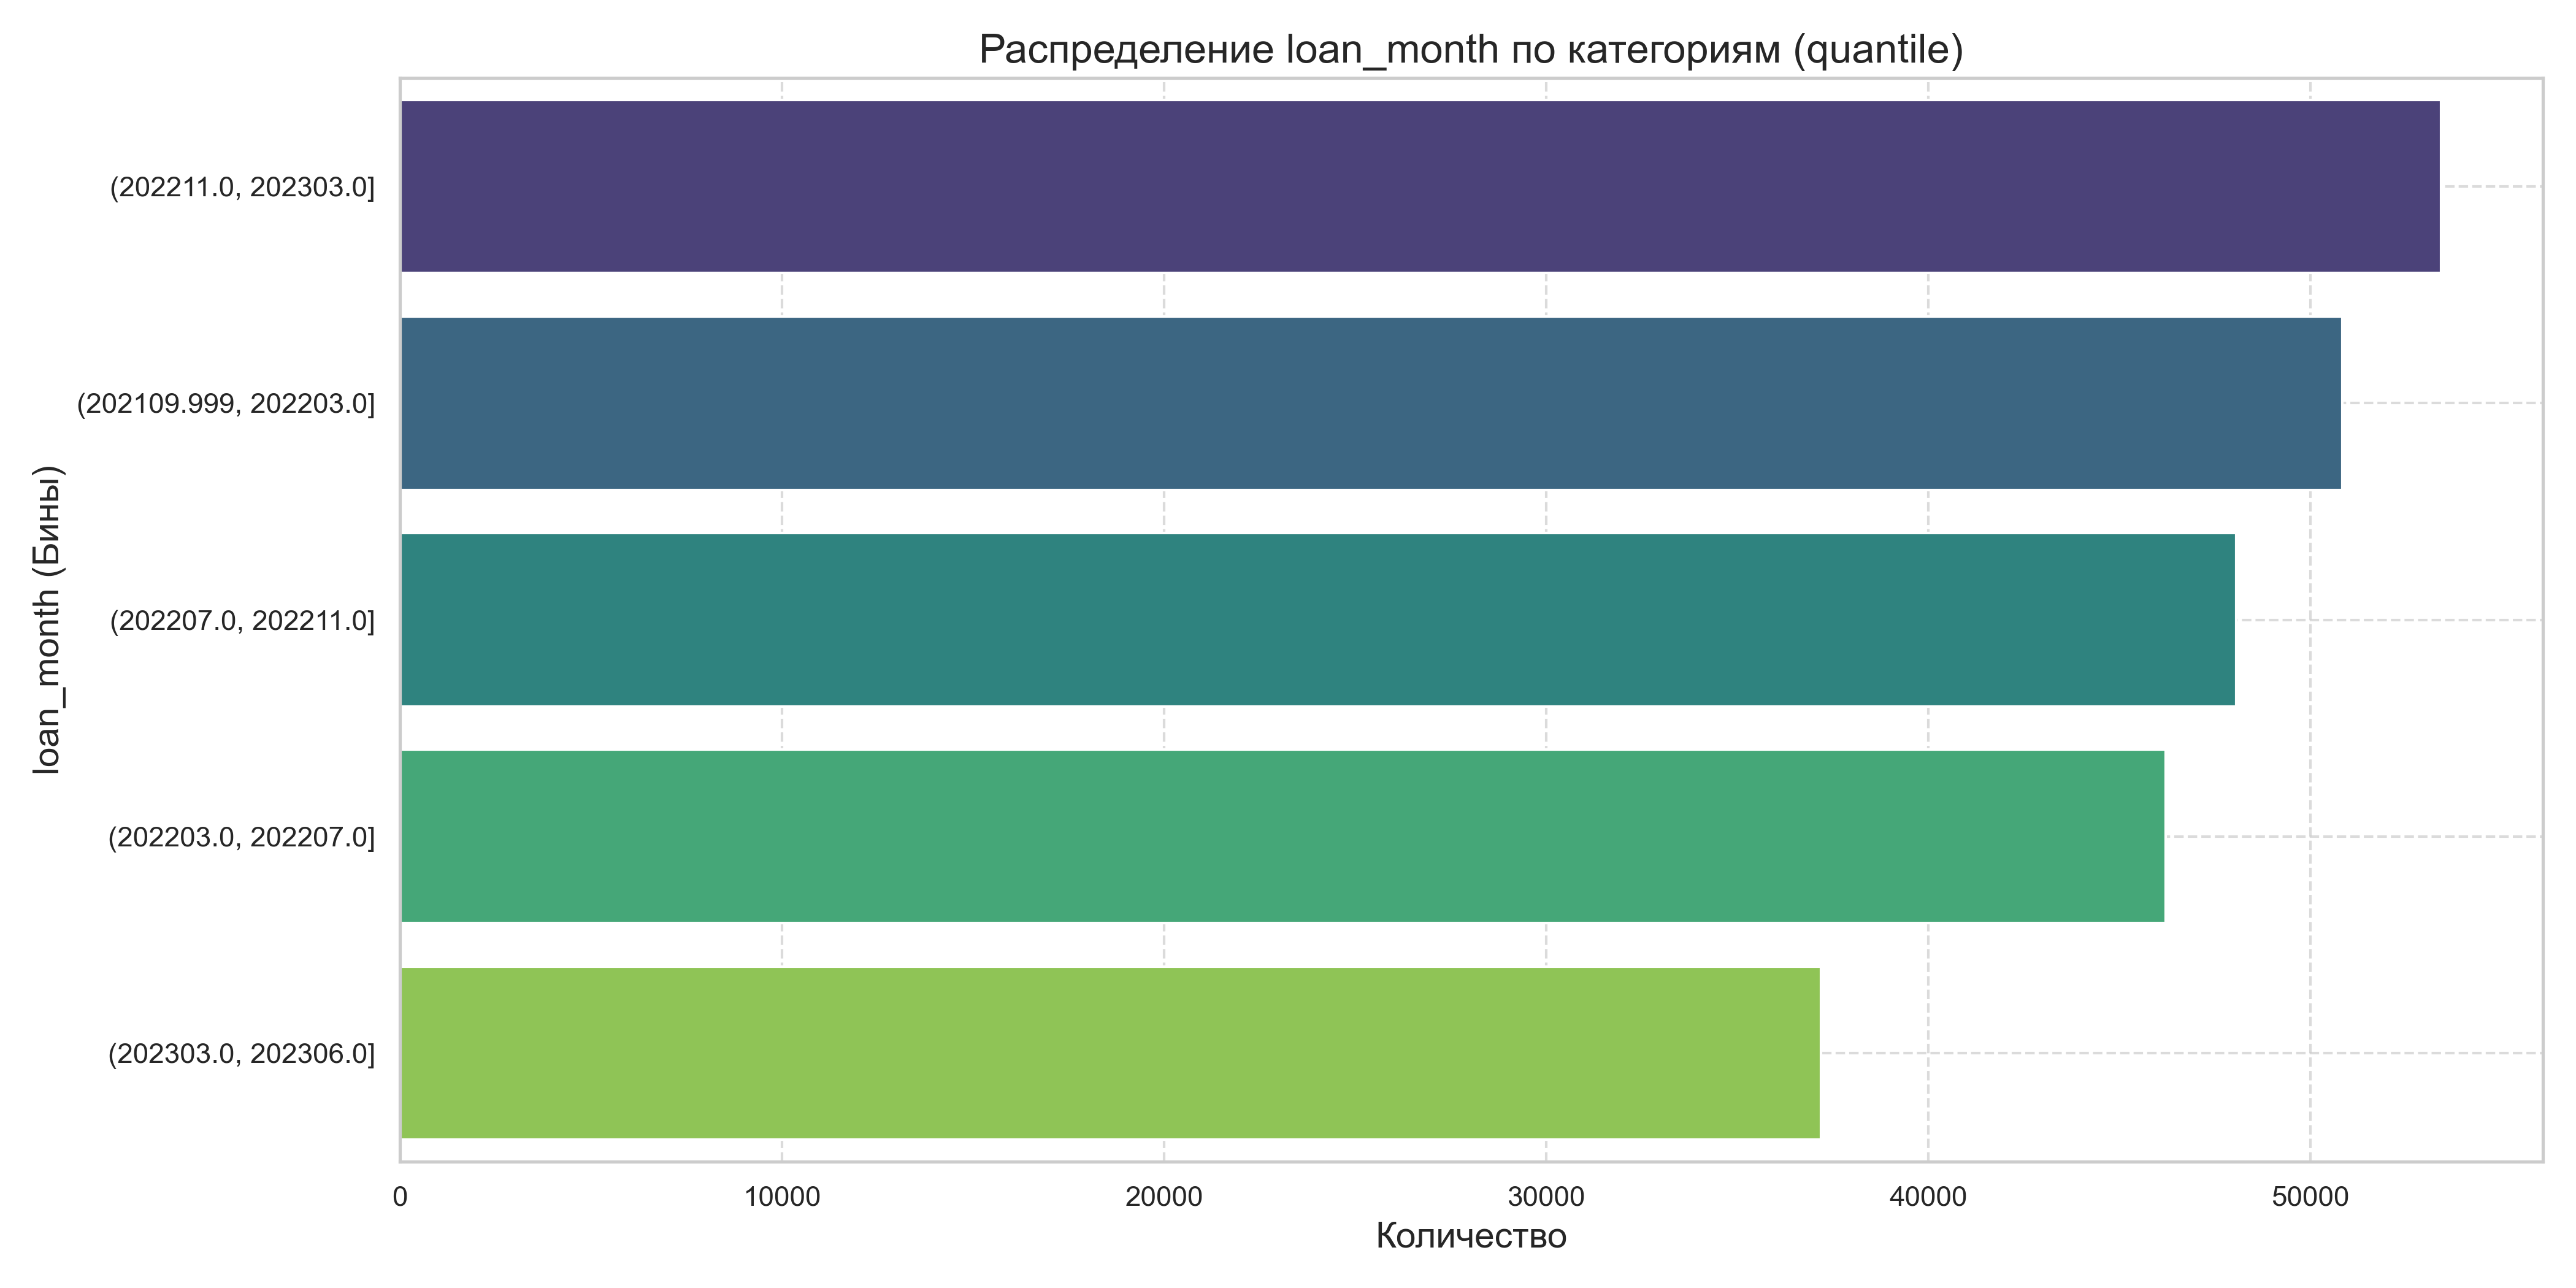 Распределение loan_month по категориям (quantile)
loan_month (Бины)
(202211.0, 202303.0]
(202109.999, 202203.0]
(202207.0, 202211.0]
(202203.0, 202207.0]
(202303.0, 202306.0]
0 10000 20000 30000 40000 50000
Количество